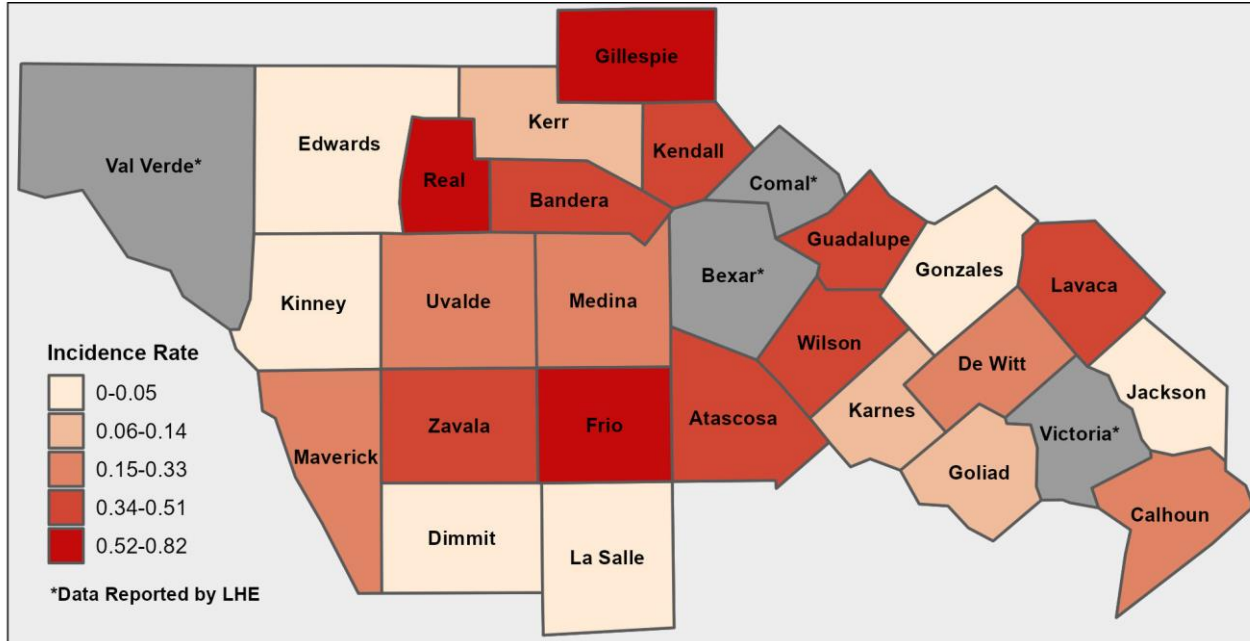 Gillespie
Kerr
Edwards
Kendall
Val Verde*
Real
Comal*
Bandera
Guadalupe
Gonzales
Bexar*
Lavaca
Kinney
Uvalde
Medina
Wilson
De Witt
Jackson
Incidence Rate
0-0.05
0.06-0.14
0.15-0.33
0.34-0.51
0.52-0.82
*Data Reported by LHE
Maverick
Zavala
Frio
Atascosa
Karnes
Victoria*
Goliad
Calhoun
Dimmit
La Salle